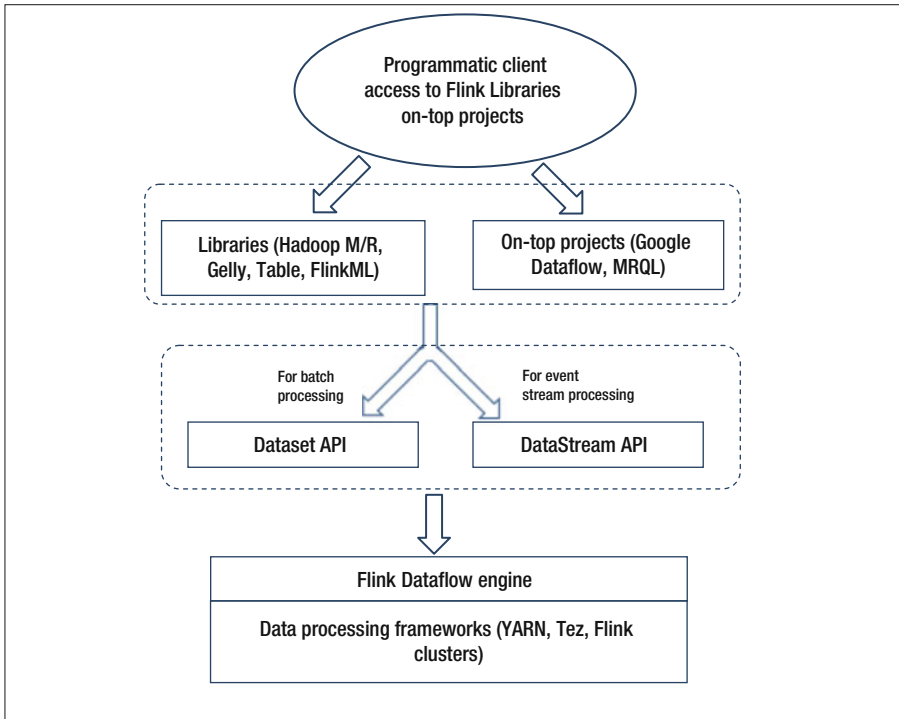 Programmatic client
access to Flink Libraries
on-top projects
Libraries (Hadoop M/R,
Gelly, Table, FlinkML)
On-top projects (Google
Dataflow, MRQL)
For batch
processing
For event
stream processing
Dataset API
DataStream API
Flink Dataflow engine
Data processing frameworks (YARN, Tez, Flink
clusters)